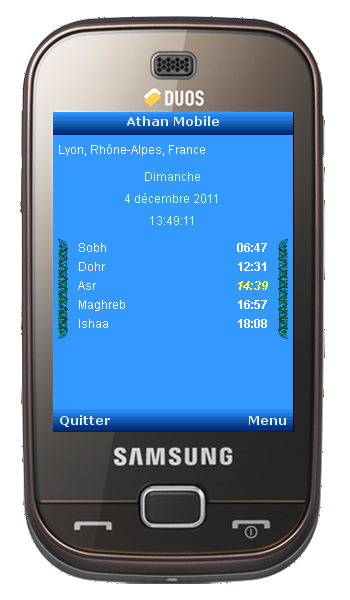 DUOS
Athan Mobile
Lyon, Rhône-Alpes, France
Dimanche
4 décembre 2011
13:49:11
Sobh 06:47
Dohr 12:31
Asr 14:39
Maghreb 16:57
Ishaa 18:08
Quitter Menu
SAMSUNG